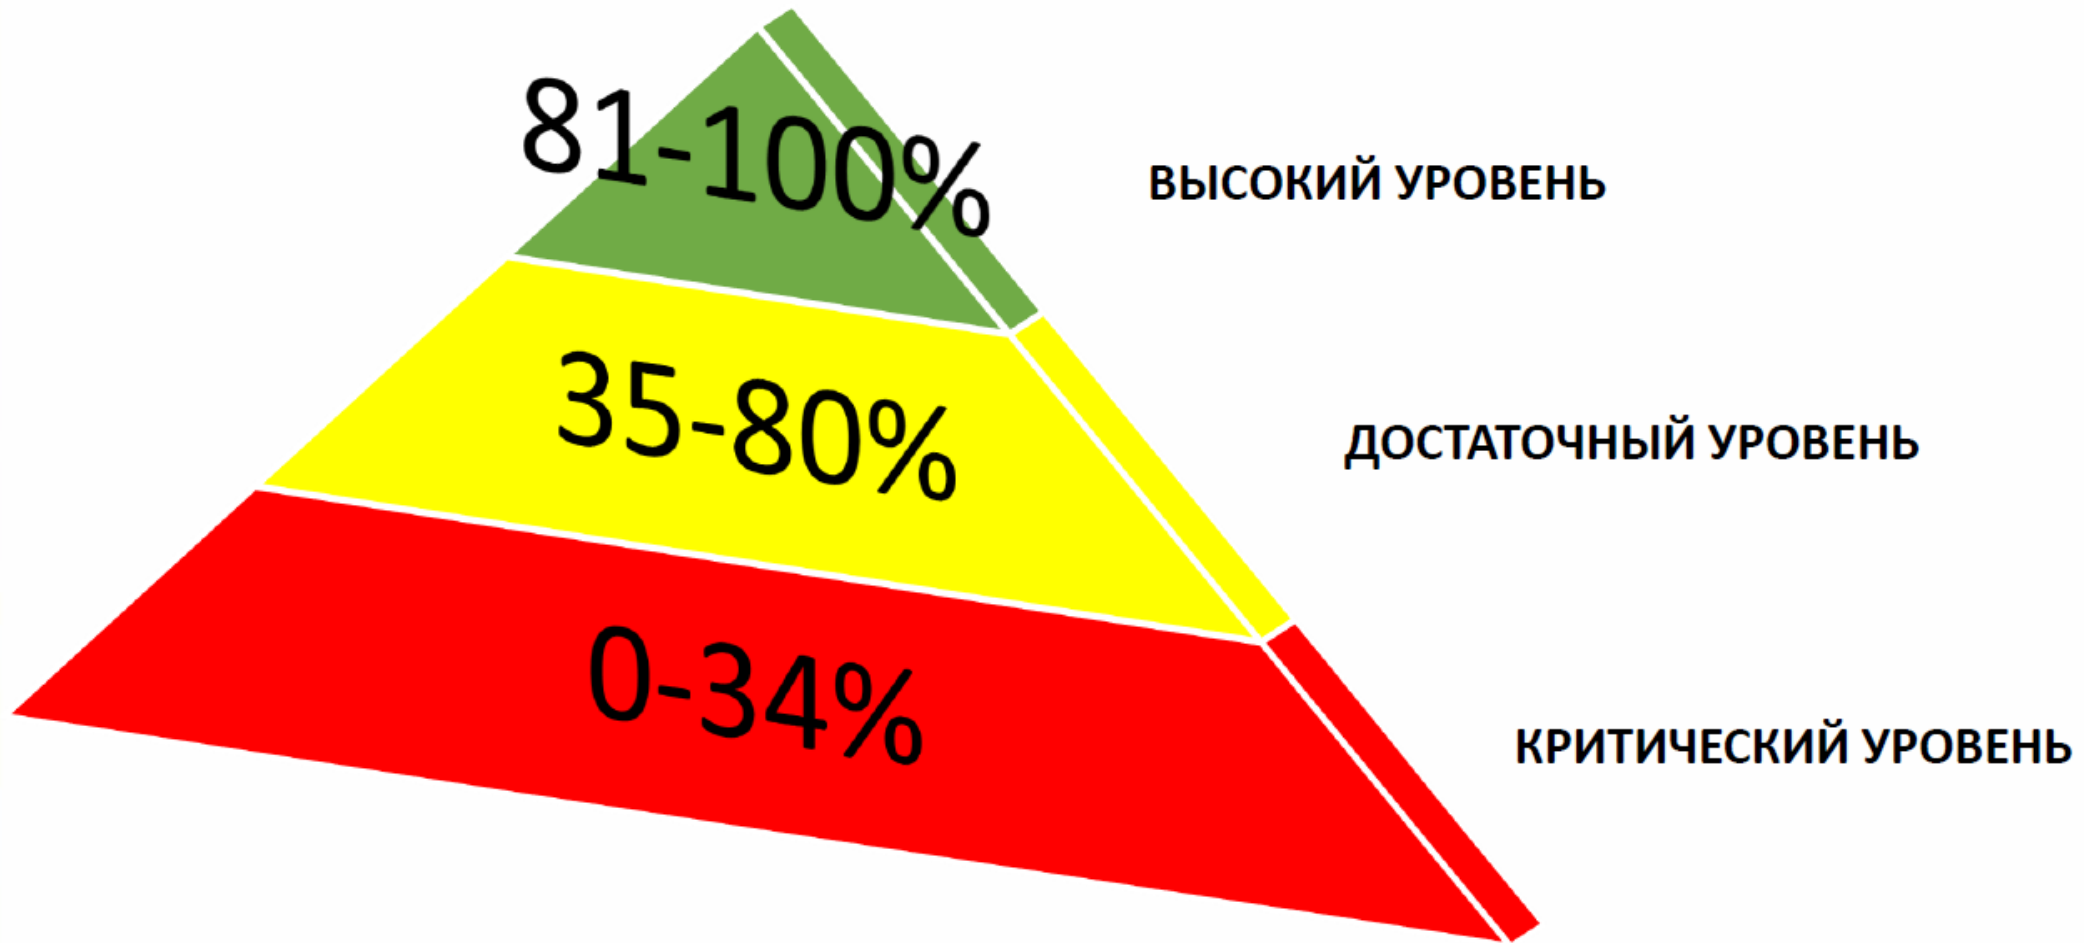 81-100%
ВЫСОКИЙ УРОВЕНЬ
35-80%
ДОСТАТОЧНЫЙ УРОВЕНЬ
0-34%
КРИТИЧЕСКИЙ УРОВЕНЬ